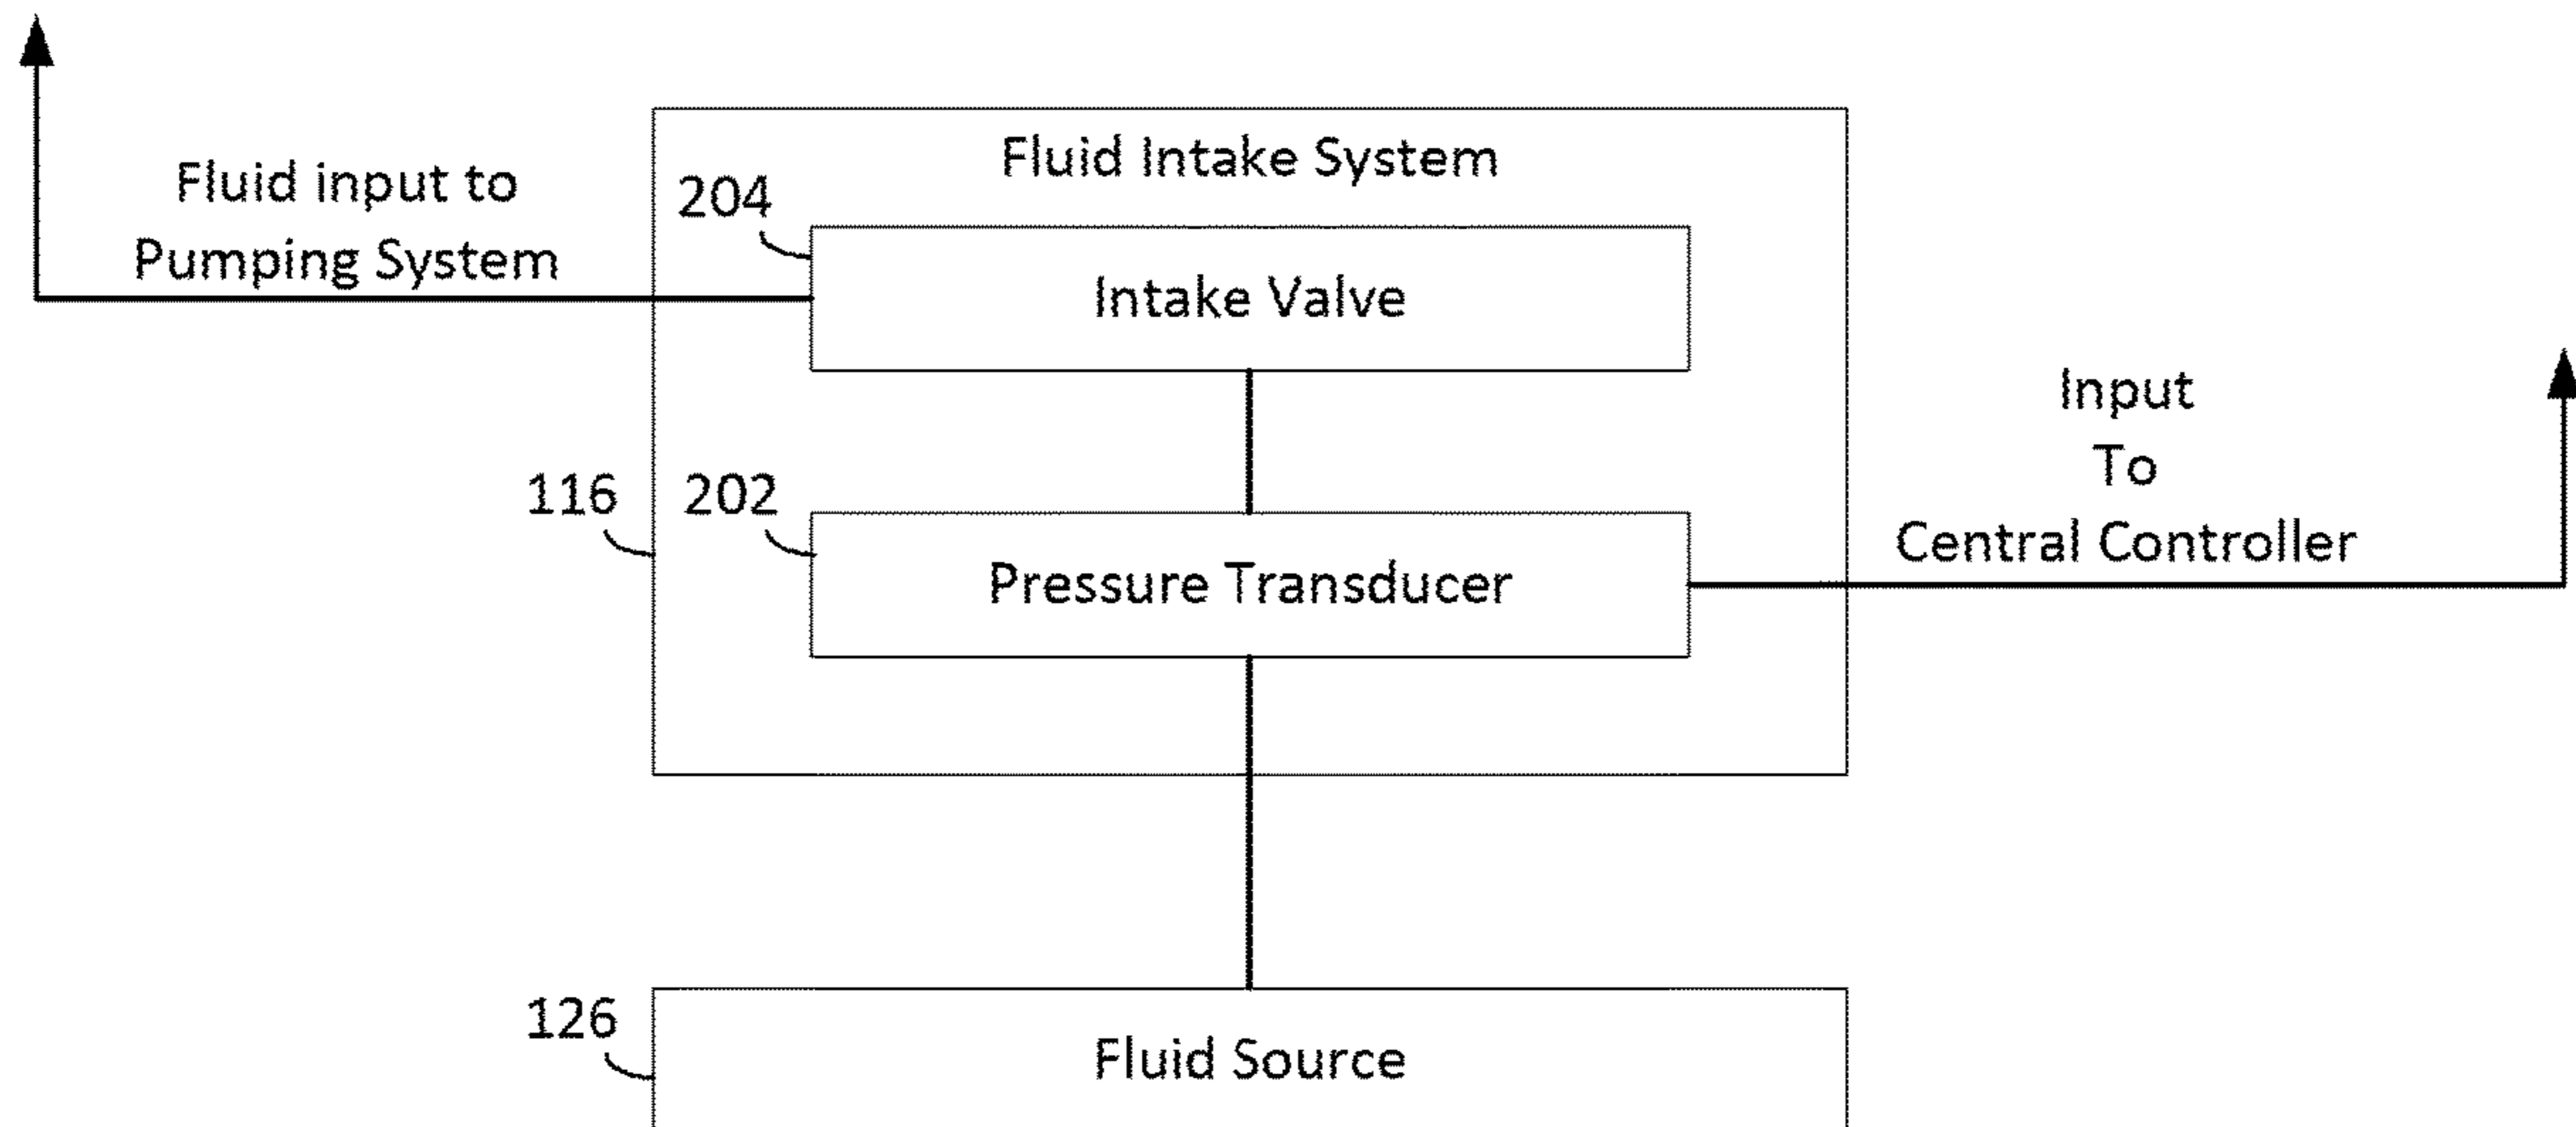 Fluid Intake System
204
Fluid input to
Pumping System
Intake Valve
Input
To
Central Controller
116
202
Pressure Transducer
126
Fluid Source